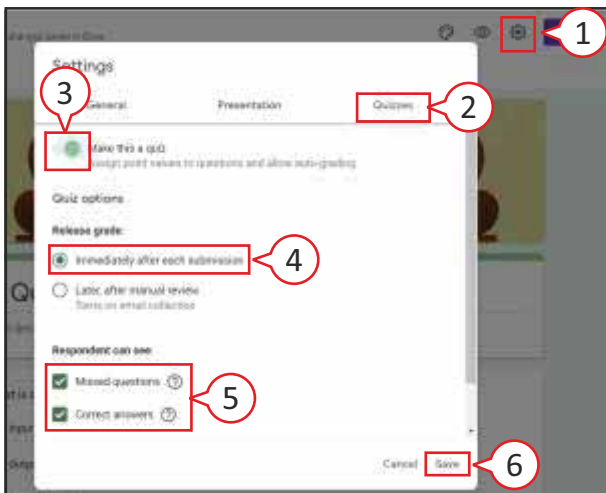 1
Settings
3
General Presentation Quizzes
2
Make this a quiz
Assign point values to questions and allow auto-grading
Quiz options
Release grade
Immediately after each submission
4
Later, after manual review
Turns on email collection
Respondent can see
Missed questions
5
Correct answers
Cancel Save
6